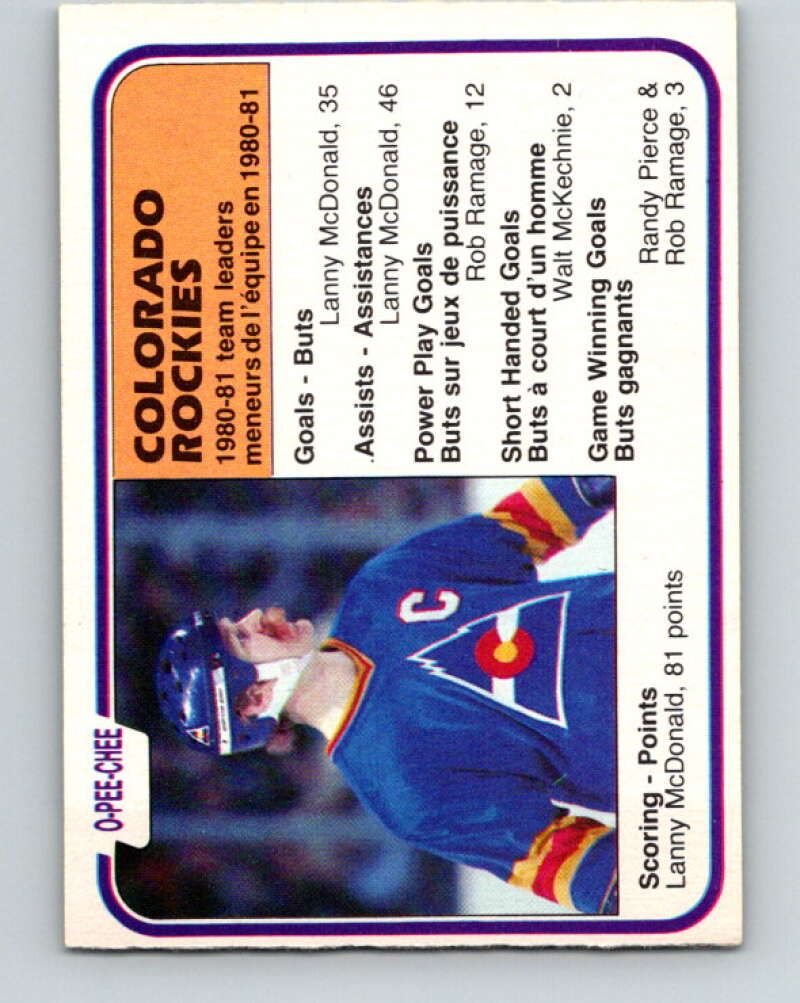 O-PEE-CHEE
COLORADO
ROCKIES
1980-81 team leaders
meneurs de l'équipe en 1980-81
Goals - Buts
Lanny McDonald, 35
Assists - Assistances
Lanny McDonald, 46
Power Play Goals
Buts sur jeux de puissance
Rob Ramage, 12
Short Handed Goals
Buts à court d'un homme
Walt McKechnie, 2
Game Winning Goals
Buts gagnants
Randy Pierce &
Rob Ramage, 3
C
Scoring - Points
Lanny McDonald, 81 points